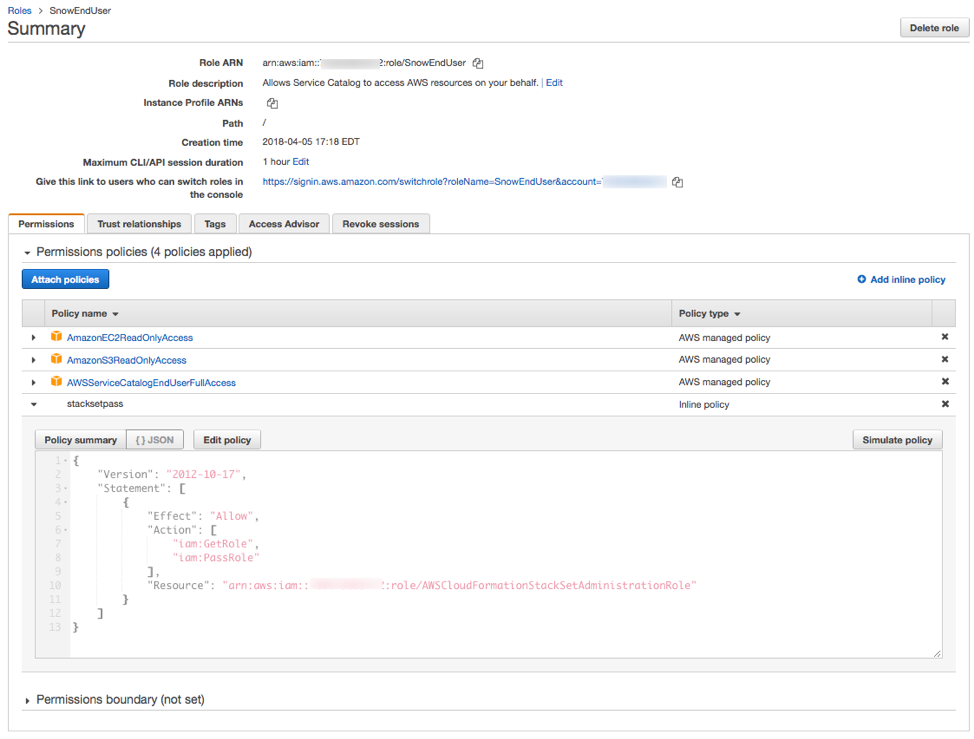 Roles > SnowEndUser
Summary
Delete role
Role ARN arn:aws:iam:: 2:role/SnowEndUser
Role description Allows Service Catalog to access AWS resources on your behalf. | Edit
Instance Profile ARNs
Path /
Creation time 2018-04-05 17:18 EDT
Maximum CLI/API session duration 1 hour Edit
Give this link to users who can switch roles in https://signin.aws.amazon.com/switchrole?roleName=SnowEndUser&account=
the console
Permissions Trust relationships Tags Access Advisor Revoke sessions
Permissions policies (4 policies applied)
Attach policies Add inline policy
Policy name Policy type
AmazonEC2ReadOnlyAccess AWS managed policy
AmazonS3ReadOnlyAccess AWS managed policy
AWSServiceCatalogEndUserFullAccess AWS managed policy
stacksetpass Inline policy
Policy summary { } JSON Edit policy Simulate policy
1 {
2 "Version": "2012-10-17",
3 "Statement": [
4 {
5 "Effect": "Allow",
6 "Action": [
7 "iam:GetRole",
8 "iam:PassRole"
9 ],
10 "Resource": "arn:aws:iam:: :role/AWSCloudFormationStackSetAdministrationRole"
11 }
12 ]
13 }
Permissions boundary (not set)